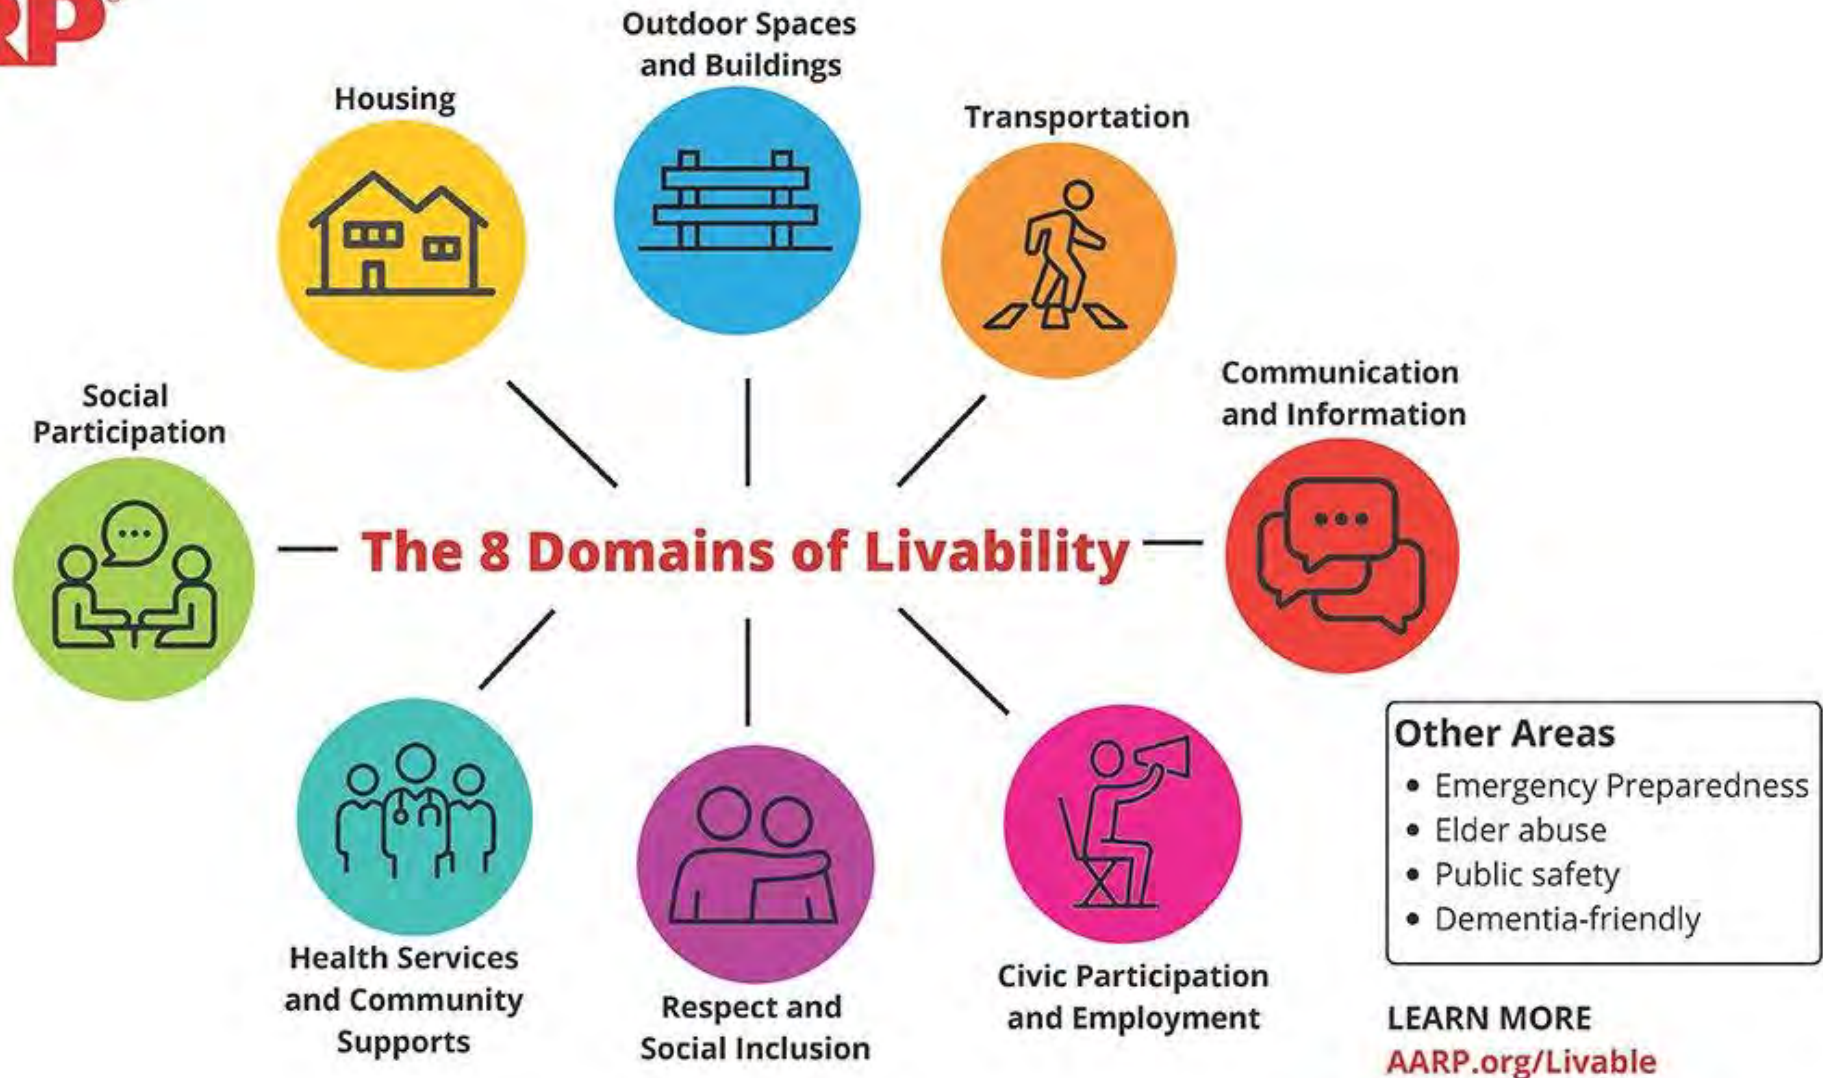 RP
Outdoor Spaces
and Buildings
Housing
Transportation
Communication
and Information
Social
Participation
The 8 Domains of Livability
Other Areas
• Emergency Preparedness
• Elder abuse
• Public safety
• Dementia-friendly
Health Services
and Community
Supports
Respect and
Social Inclusion
Civic Participation
and Employment
LEARN MORE
AARP.org/Livable